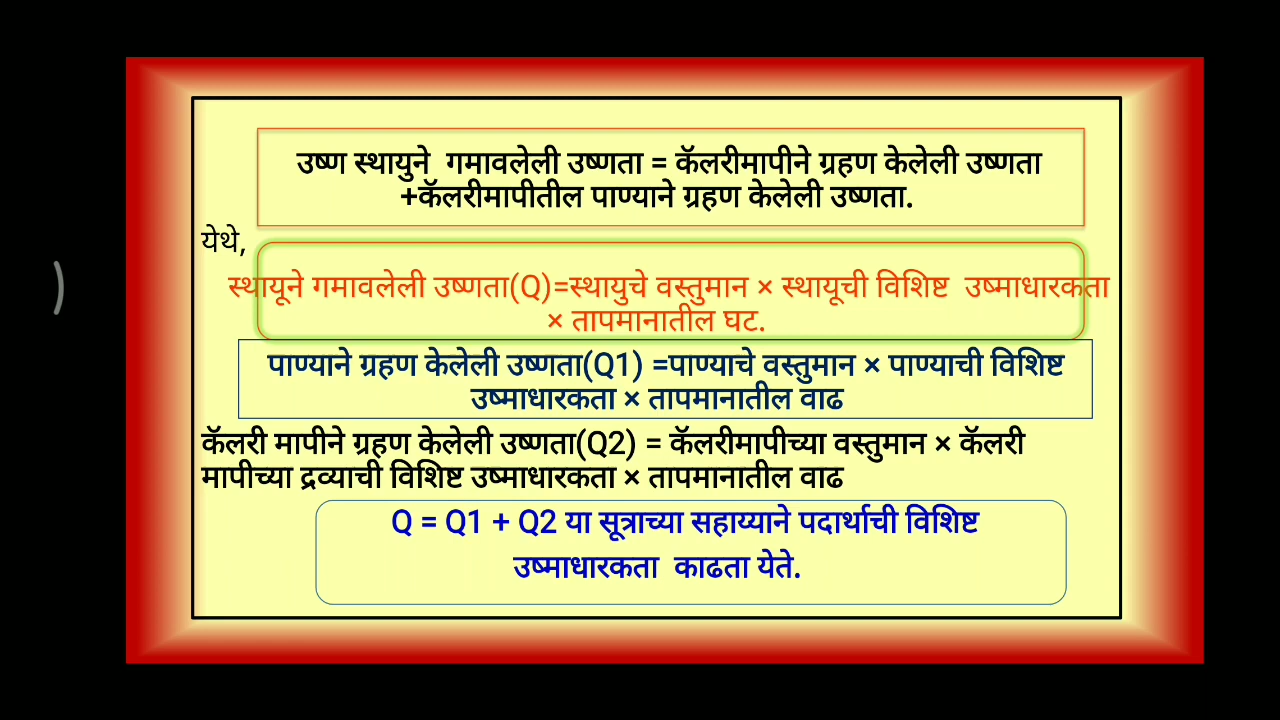 उष्ण स्थायुने गमावलेली उष्णता = कॅलरीमापीने ग्रहण केलेली उष्णता
+कॅलरीमापीतील पाण्याने ग्रहण केलेली उष्णता.
येथे,
स्थायूने गमावलेली उष्णता(Q)=स्थायुचे वस्तुमान × स्थायूची विशिष्ट उष्माधारकता
× तापमानातील घट.
पाण्याने ग्रहण केलेली उष्णता(Q1) =पाण्याचे वस्तुमान × पाण्याची विशिष्ट
उष्माधारकता × तापमानातील वाढ
कॅलरी मापीने ग्रहण केलेली उष्णता(Q2) = कॅलरीमापीच्या वस्तुमान × कॅलरी
मापीच्या द्रव्याची विशिष्ट उष्माधारकता × तापमानातील वाढ
Q = Q1 + Q2 या सूत्राच्या सहाय्याने पदार्थाची विशिष्ट
उष्माधारकता काढता येते.